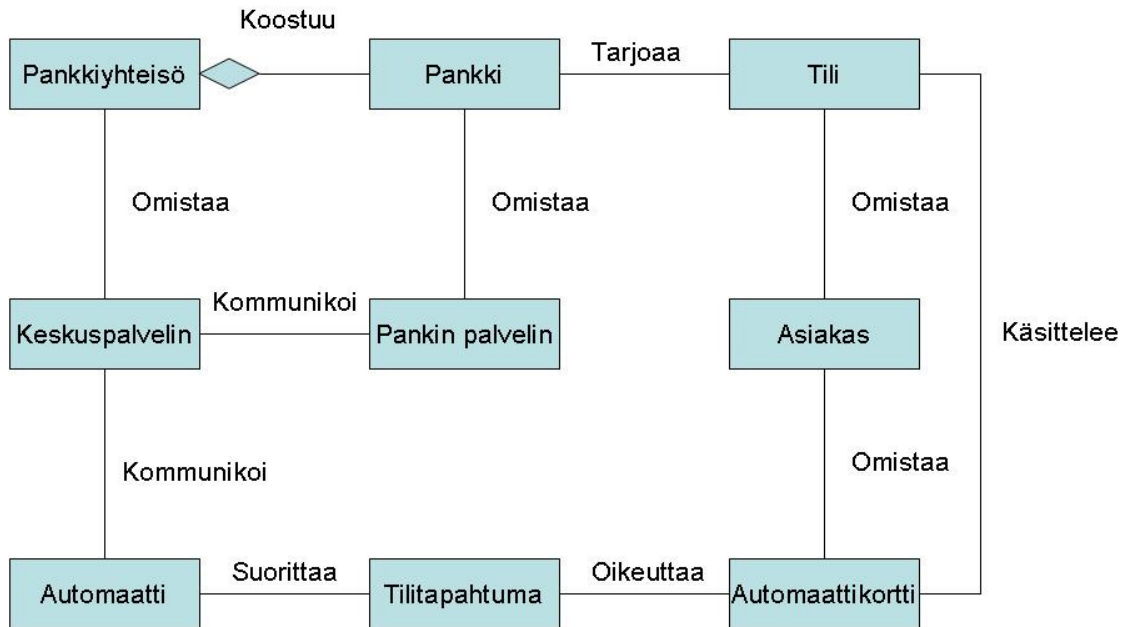 Koostuu
Pankkiyhteisö
Pankki
Tarjoaa
Tili
Omistaa
Omistaa
Omistaa
Keskuspalvelin
Kommunikoi
Pankin palvelin
Asiakas
Käsittelee
Kommunikoi
Omistaa
Automaatti
Suorittaa
Tilitapahtuma
Oikeuttaa
Automaattikortti